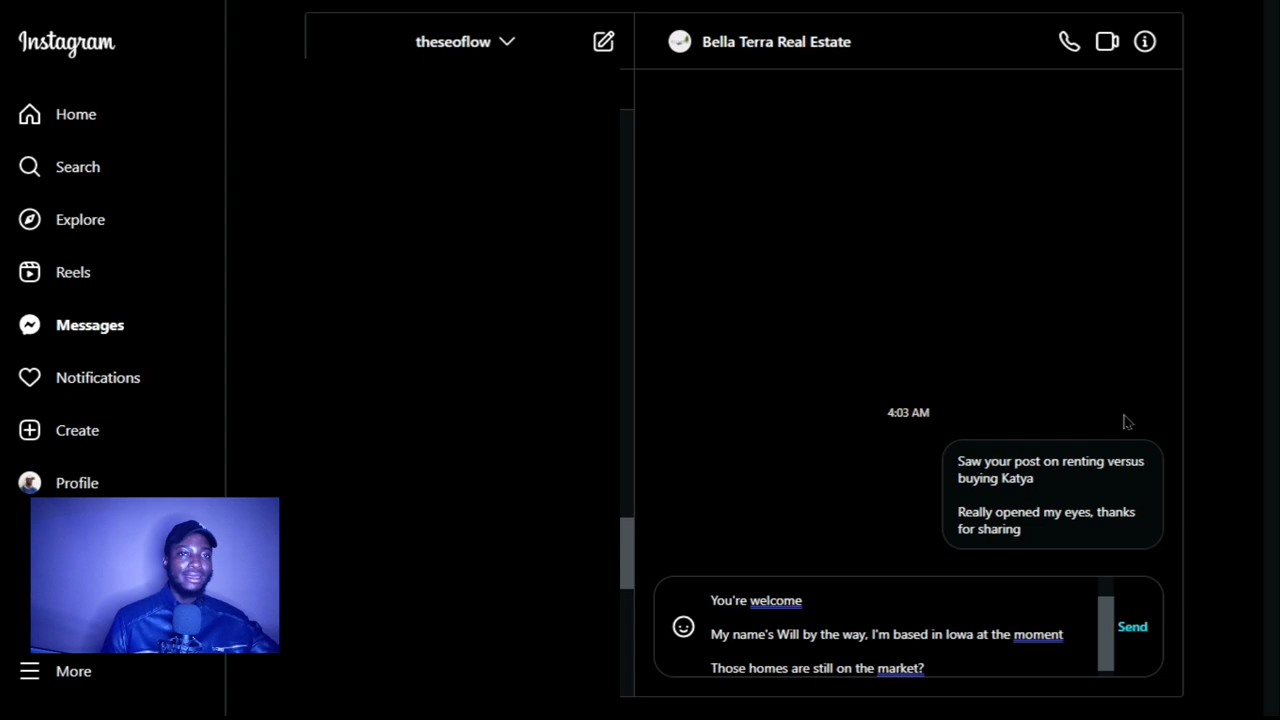 Instagram
Home
Search
Explore
Reels
Messages
Notifications
Create
Profile
More
theseoflow
Bella Terra Real Estate
4:03 AM
Saw your post on renting versus
buying Katya
Really opened my eyes, thanks
for sharing
You're welcome
My name's Will by the way, I'm based in Iowa at the moment
Those homes are still on the market?
Send